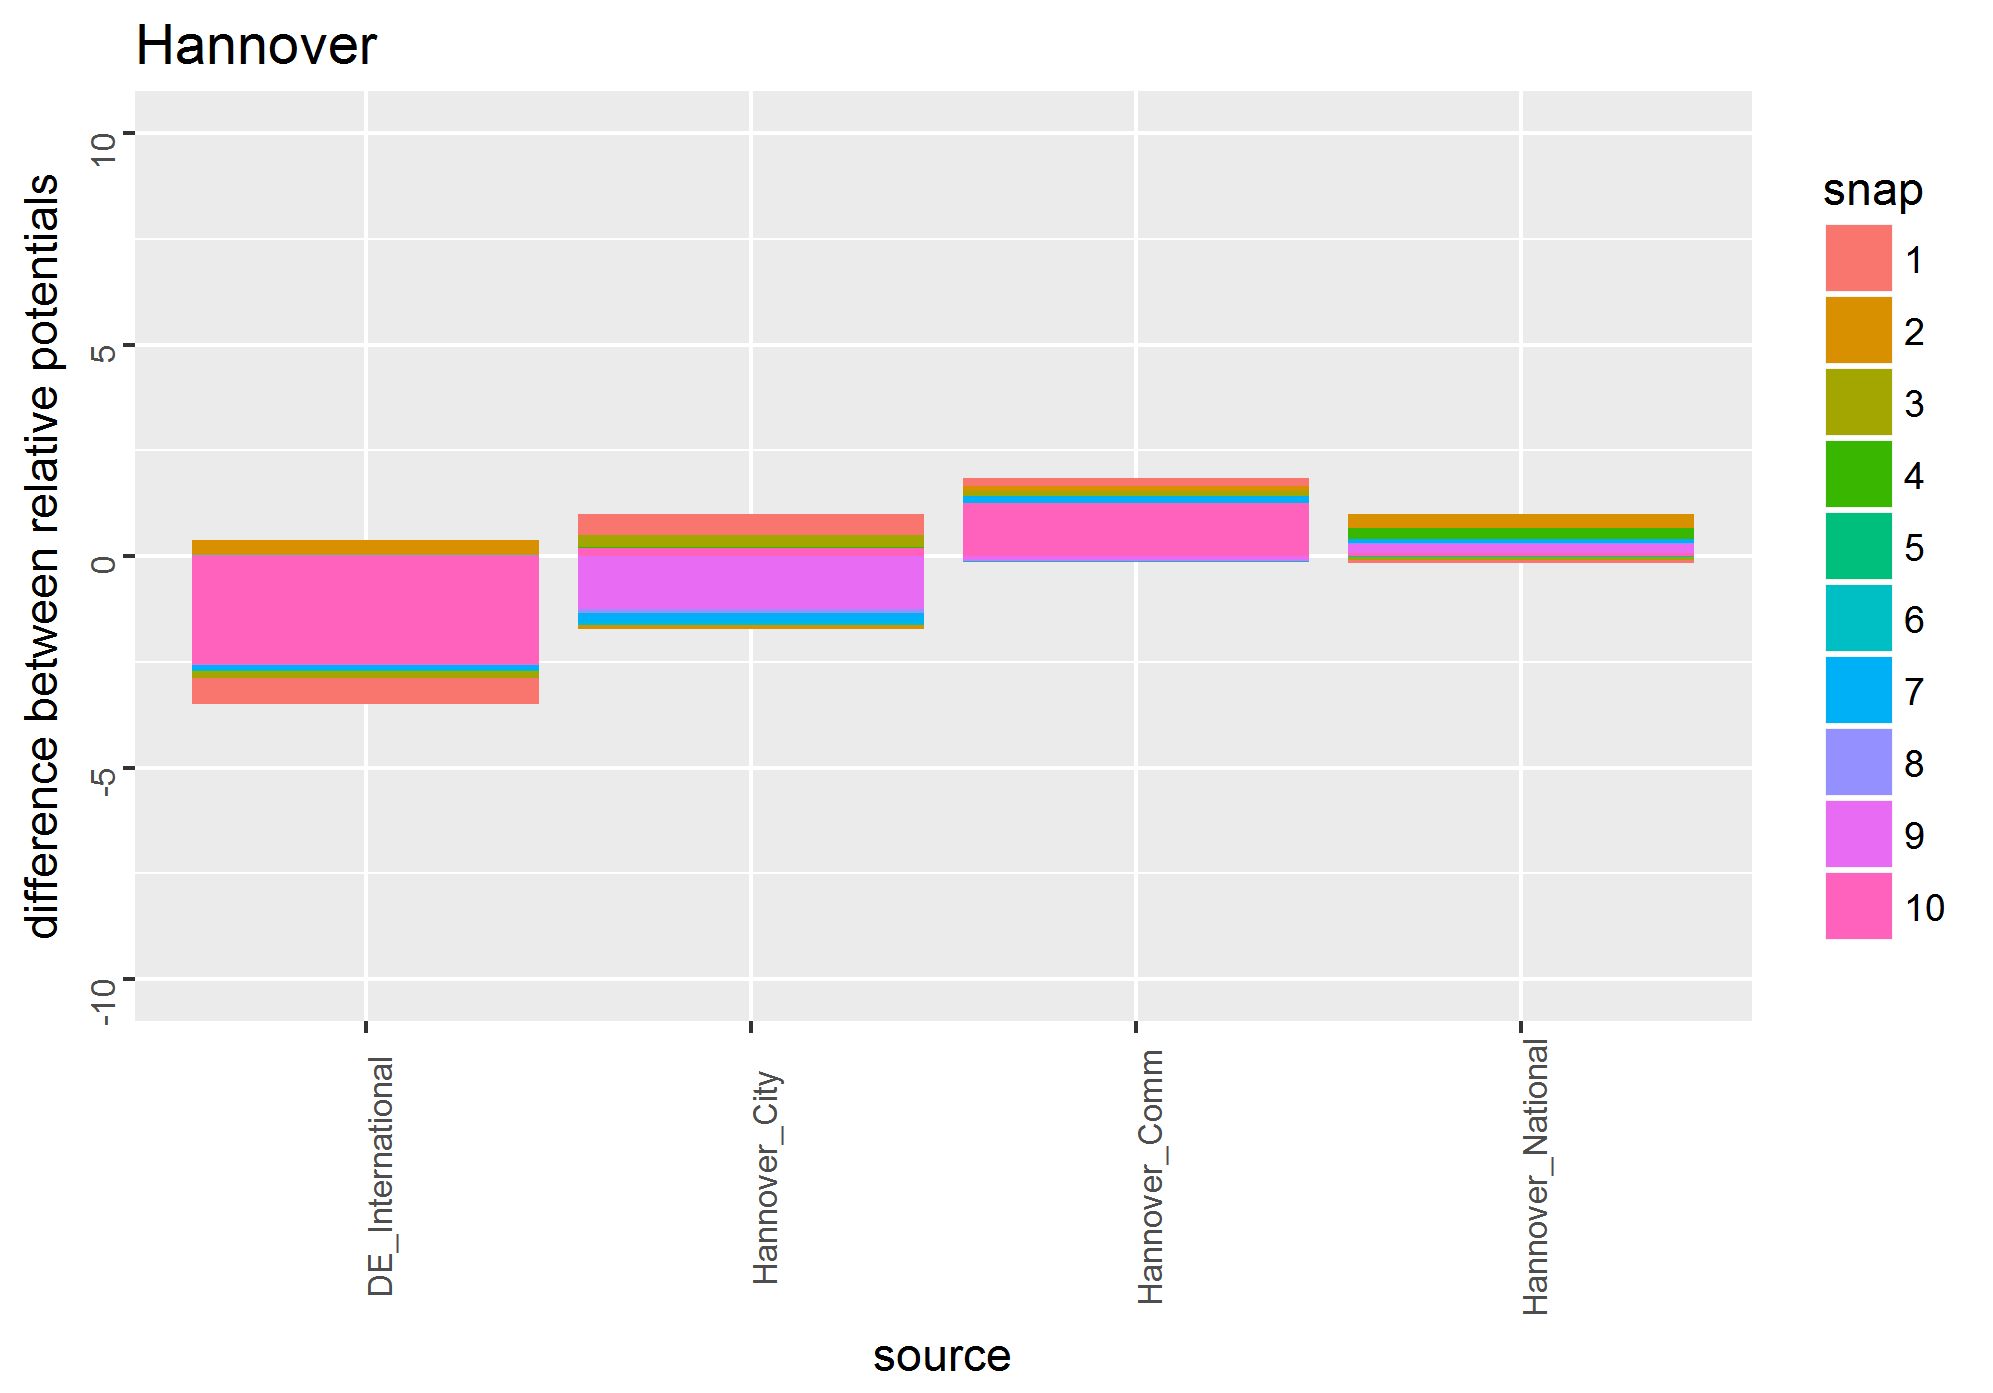 Hannover
difference between relative potentials
10
5
0
-5
-10
DE_International
Hannover_City
Hannover_Comm
Hannover_National
source
snap
1
2
3
4
5
6
7
8
9
10